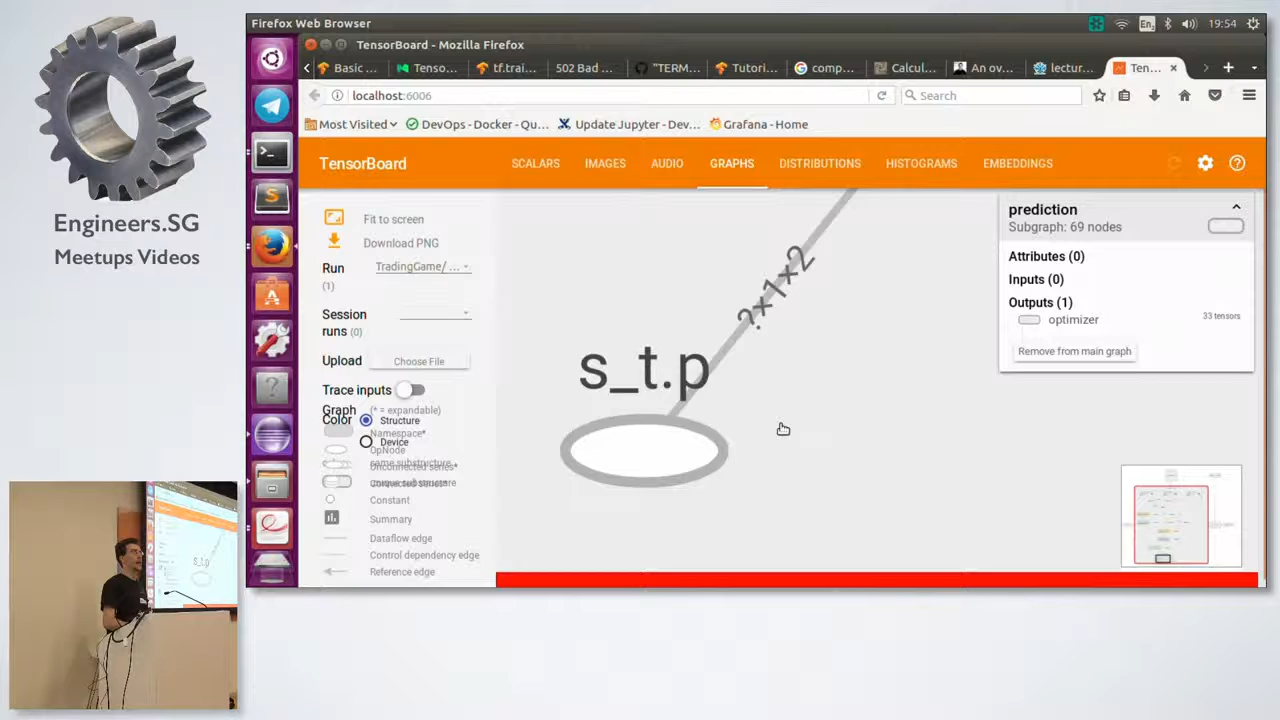 Firefox Web Browser
En
19:54
TensorBoard - Mozilla Firefox
Basic ...
Tenso...
tf.trai...
502 Bad ...
"TERM...
Tutori...
comp...
Calcul...
An ov...
lectur...
Ten...
localhost:6006
Search
Most Visited
DevOps - Docker - Qu...
Update Jupyter - Dev...
Grafana - Home
TensorBoard
SCALARS
IMAGES
AUDIO
GRAPHS
DISTRIBUTIONS
HISTOGRAMS
EMBEDDINGS
Fit to screen
Download PNG
Run
(1)
TradingGame/ ...
Session
runs (0)
Upload
Choose File
Trace inputs
Graph
(* = expandable)
Color
Structure
Namespace*
Device
OpNode
Unconnected series*
Constant
Summary
Dataflow edge
Control dependency edge
Reference edge
?×1×2
s_t.p
prediction
Subgraph: 69 nodes
Attributes (0)
Inputs (0)
Outputs (1)
optimizer
33 tensors
Remove from main graph
Engineers.SG
Meetups Videos
s_t.p